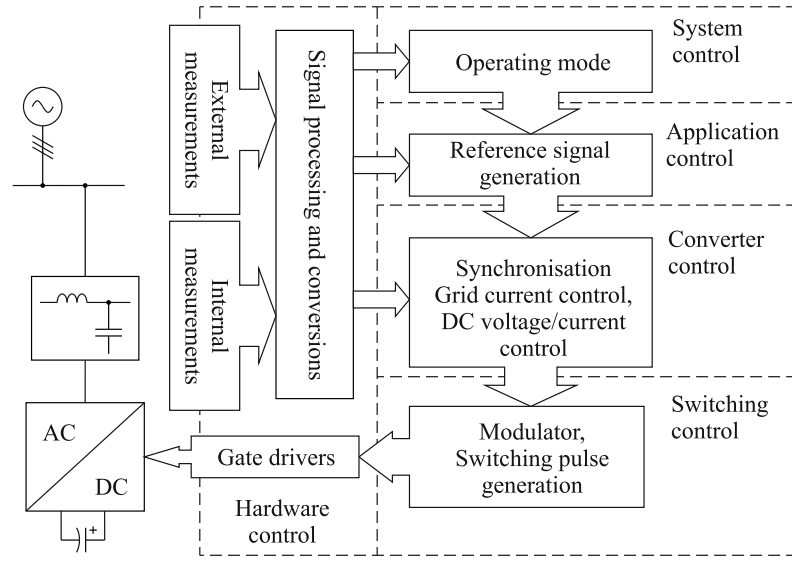 External
measurements
Internal
measurements
Signal processing and conversions
Operating mode
System
control
Reference signal
generation
Application
control
Synchronisation
Grid current control,
DC voltage/current
control
Converter
control
Modulator,
Switching pulse
generation
Switching
control
Gate drivers
Hardware
control
AC
DC
+